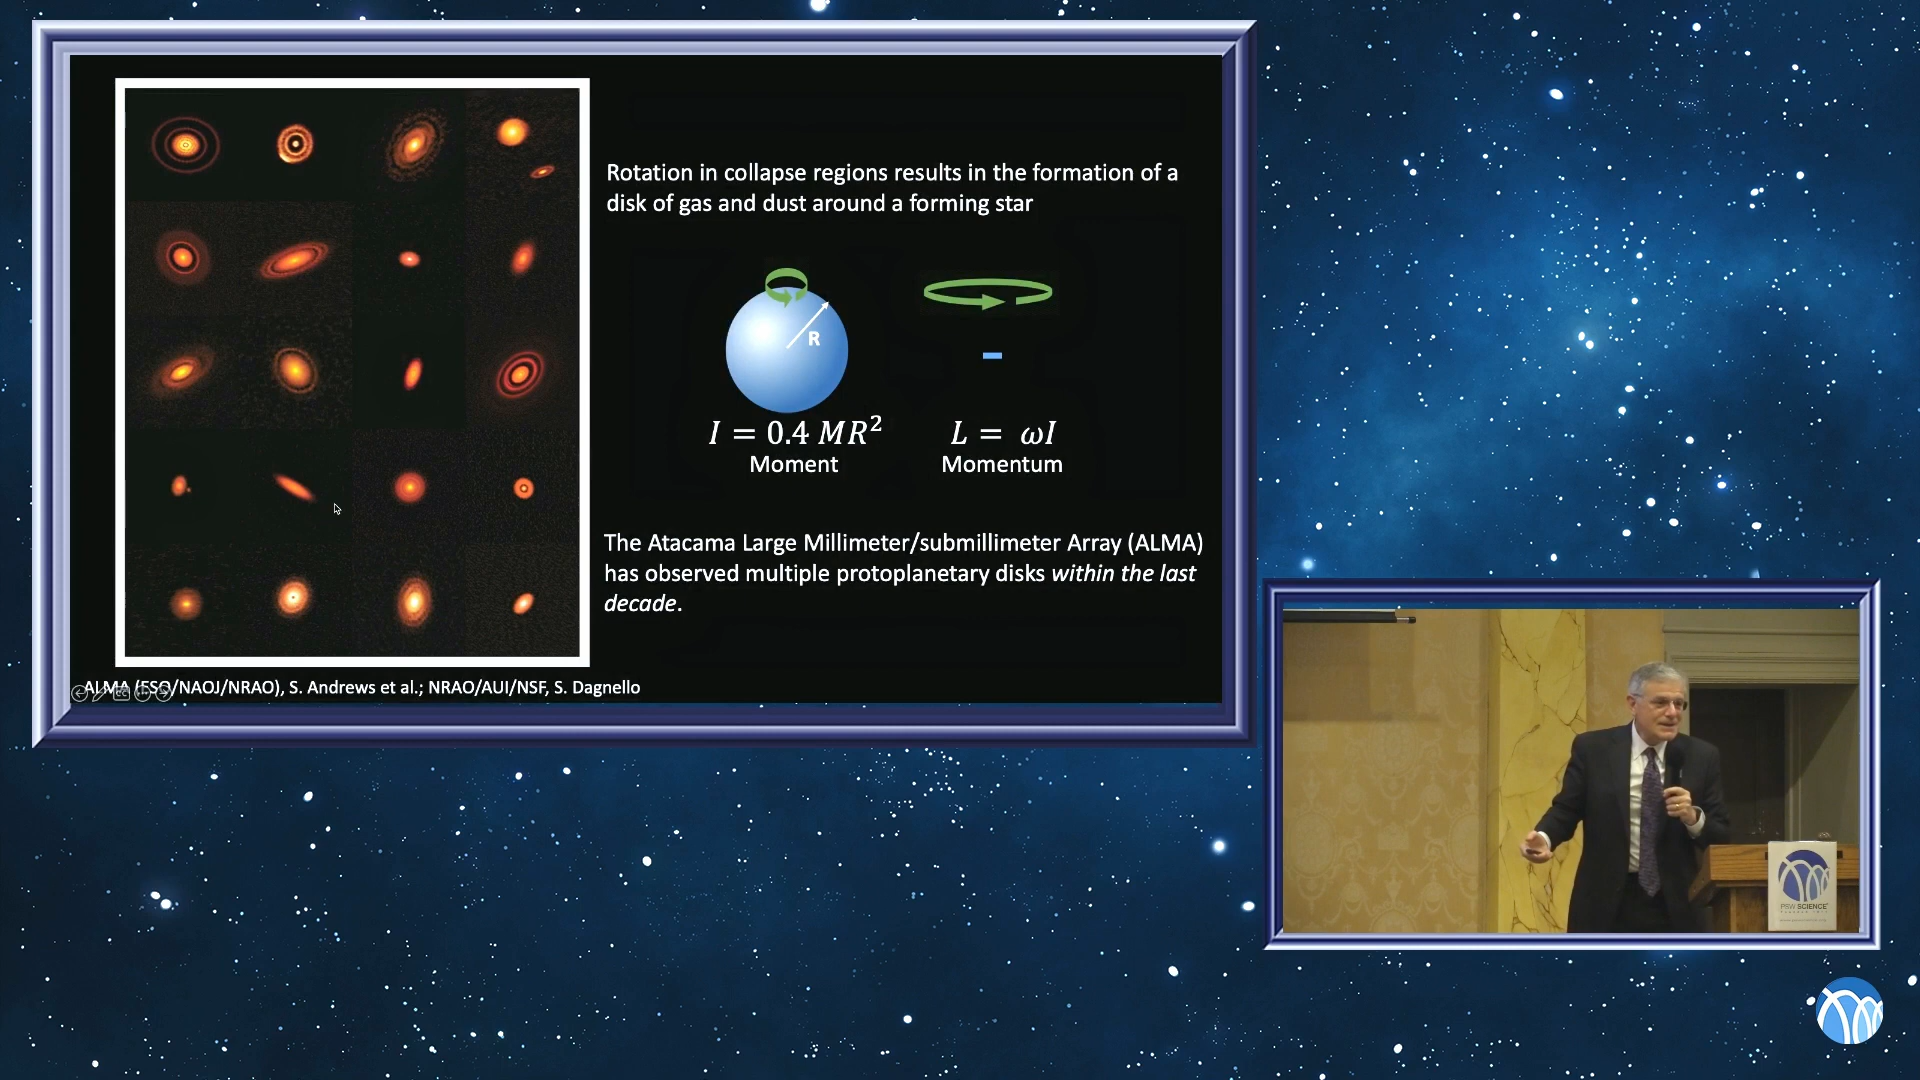 Rotation in collapse regions results in the formation of a
disk of gas and dust around a forming star
R
I = 0.4 MR²
Moment
L = ωI
Momentum
The Atacama Large Millimeter/submillimeter Array (ALMA)
has observed multiple protoplanetary disks within the last
decade.
ALMA (ESO/NAOJ/NRAO), S. Andrews et al.; NRAO/AUI/NSF, S. Dagnello
PSW SCIENCE